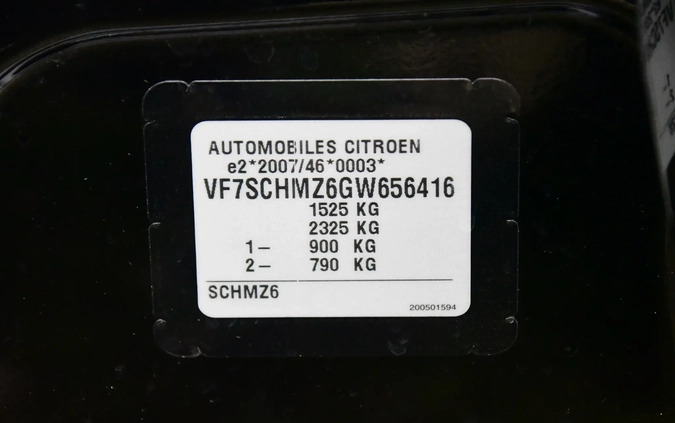 AUTOMOBILES CITROEN
e2*2007/46*0003*
VF7SCHMZ6GW656416
1525 KG
2325 KG
1– 900 KG
2– 790 KG
SCHMZ6
200501594